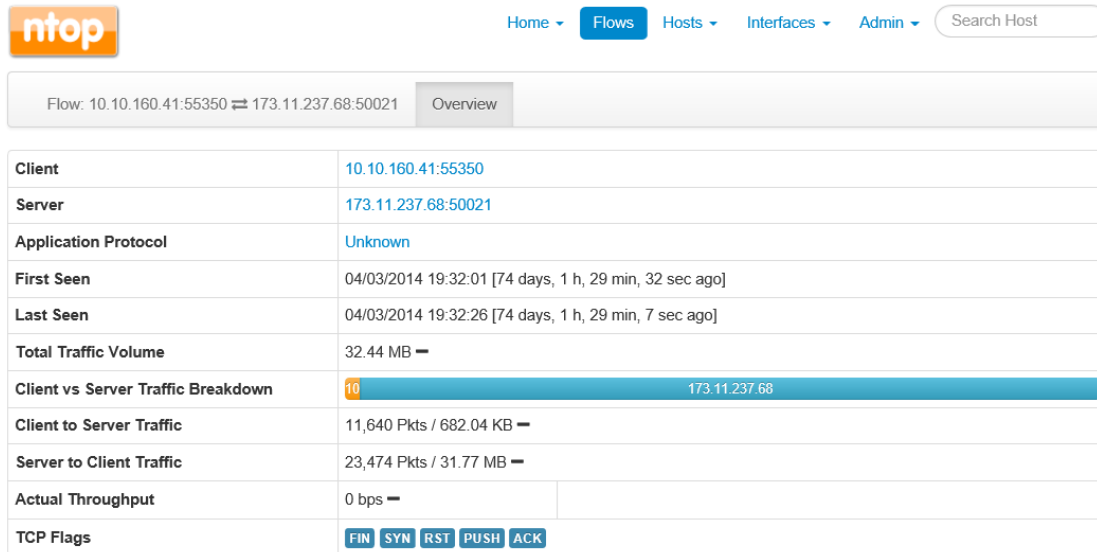 ntop Home Flows Hosts Interfaces Admin Search Host
Flow: 10.10.160.41:55350 ⇄ 173.11.237.68:50021 Overview
Client 10.10.160.41:55350
Server 173.11.237.68:50021
Application Protocol Unknown
First Seen 04/03/2014 19:32:01 [74 days, 1 h, 29 min, 32 sec ago]
Last Seen 04/03/2014 19:32:26 [74 days, 1 h, 29 min, 7 sec ago]
Total Traffic Volume 32.44 MB
Client vs Server Traffic Breakdown 10 173.11.237.68
Client to Server Traffic 11,640 Pkts / 682.04 KB
Server to Client Traffic 23,474 Pkts / 31.77 MB
Actual Throughput 0 bps
TCP Flags FIN SYN RST PUSH ACK